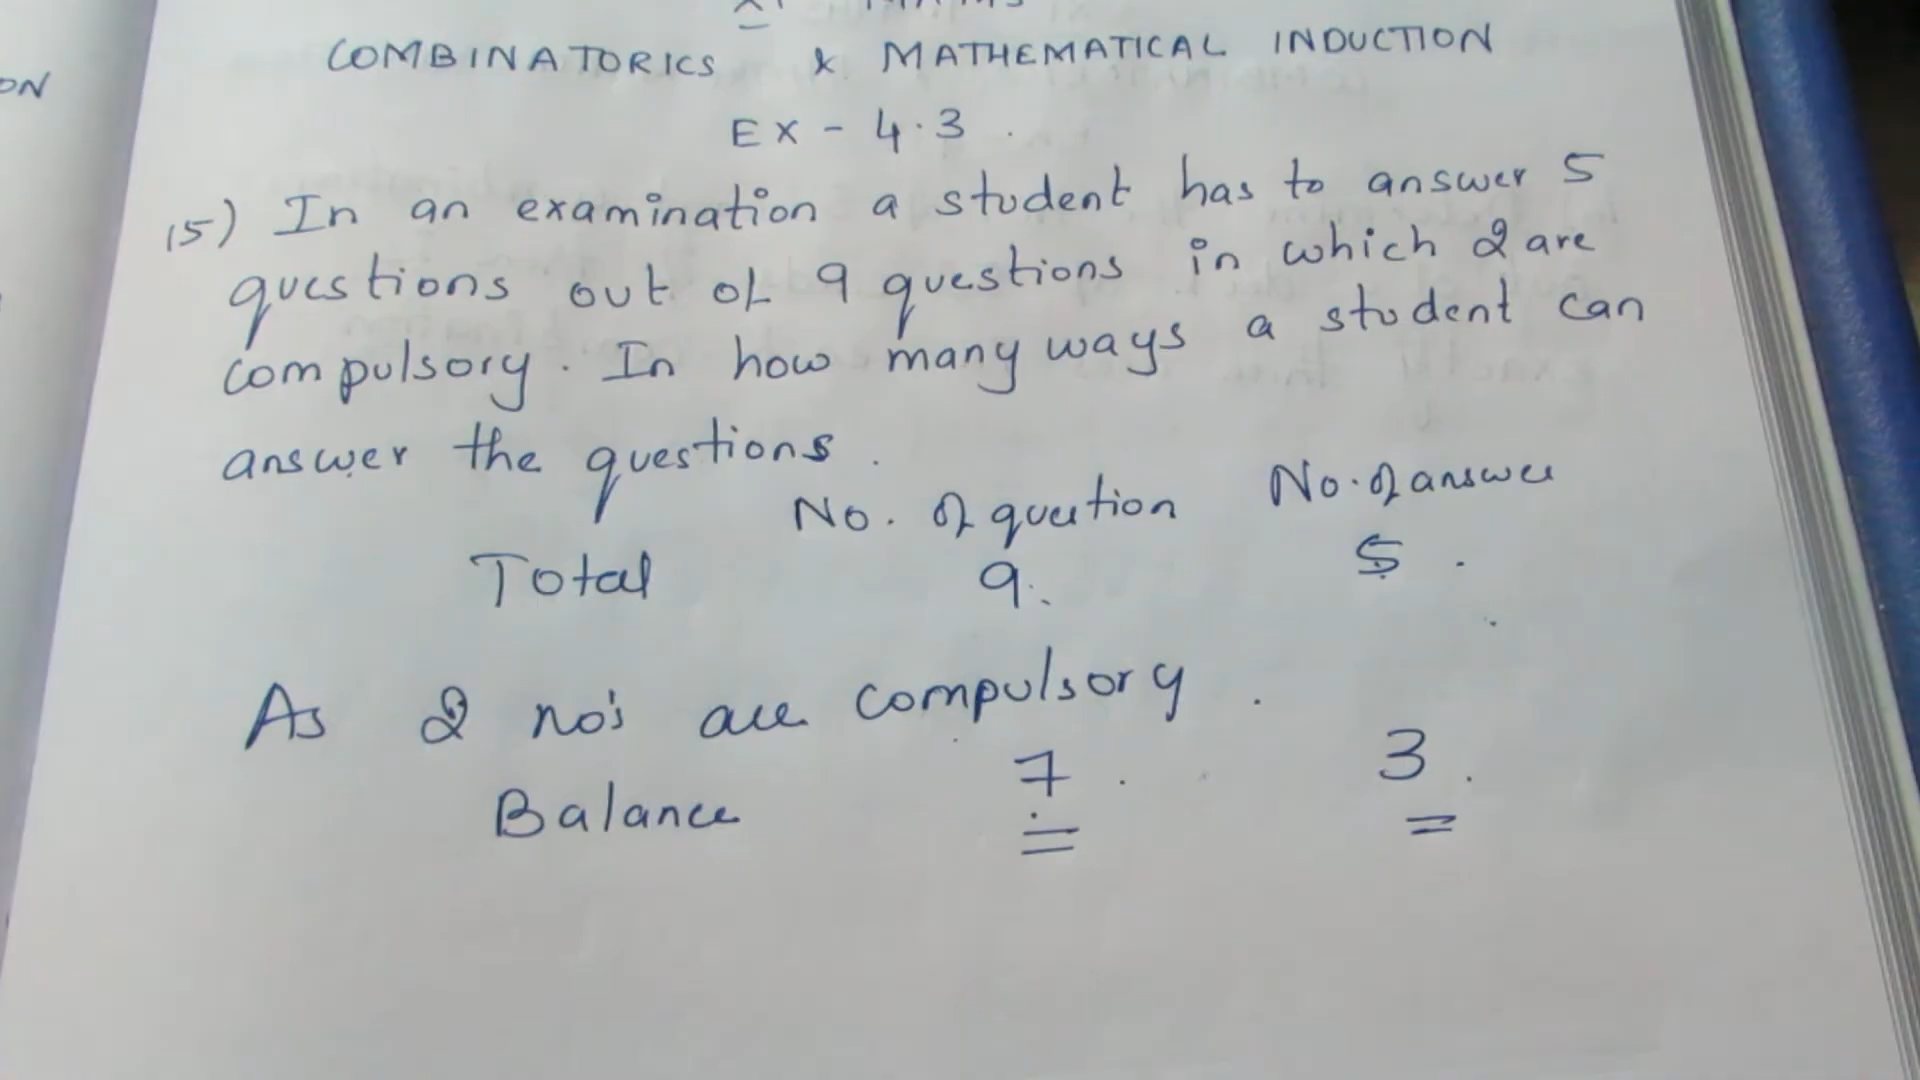 ON
COMBINATORICS & MATHEMATICAL INDUCTION
EX - 4.3
15) In an examination a student has to answer 5
questions out of 9 questions in which 2 are
compulsory. In how many ways a student can
answer the questions.
No. of question No. of answer
Total 9. 5.
As 2 no's are compulsory.
Balance 7. 3.